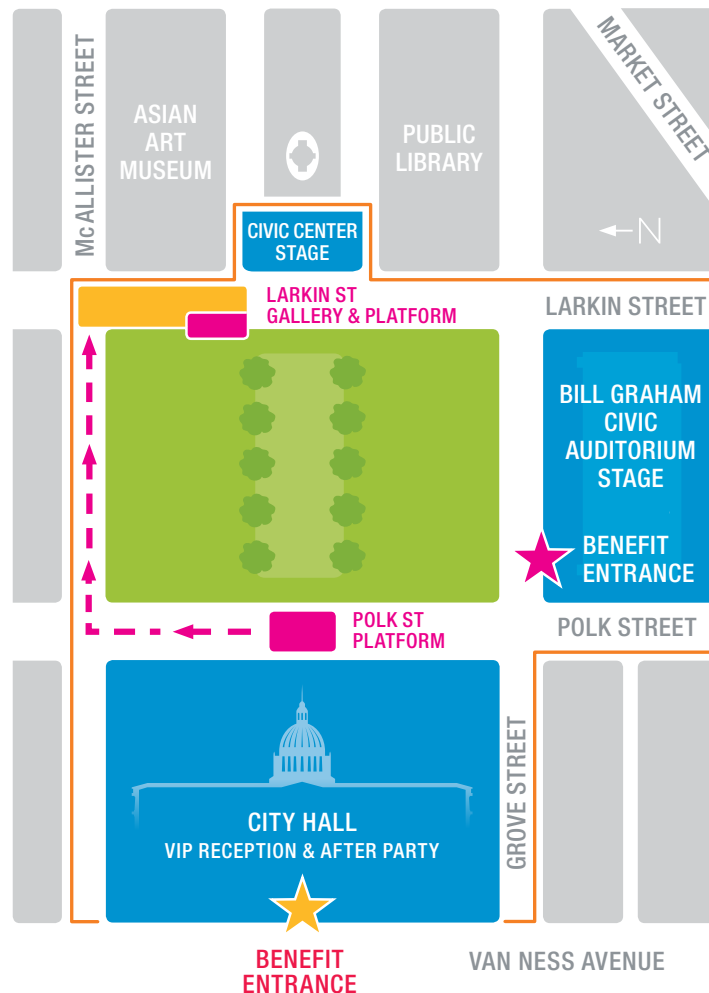 McALLISTER STREET
ASIAN
ART
MUSEUM
PUBLIC
LIBRARY
MARKET STREET
N
CIVIC CENTER
STAGE
LARKIN ST
GALLERY & PLATFORM
LARKIN STREET
BILL GRAHAM
CIVIC
AUDITORIUM
STAGE
BENEFIT
ENTRANCE
POLK ST
PLATFORM
POLK STREET
GROVE STREET
CITY HALL
VIP RECEPTION & AFTER PARTY
BENEFIT
ENTRANCE
VAN NESS AVENUE